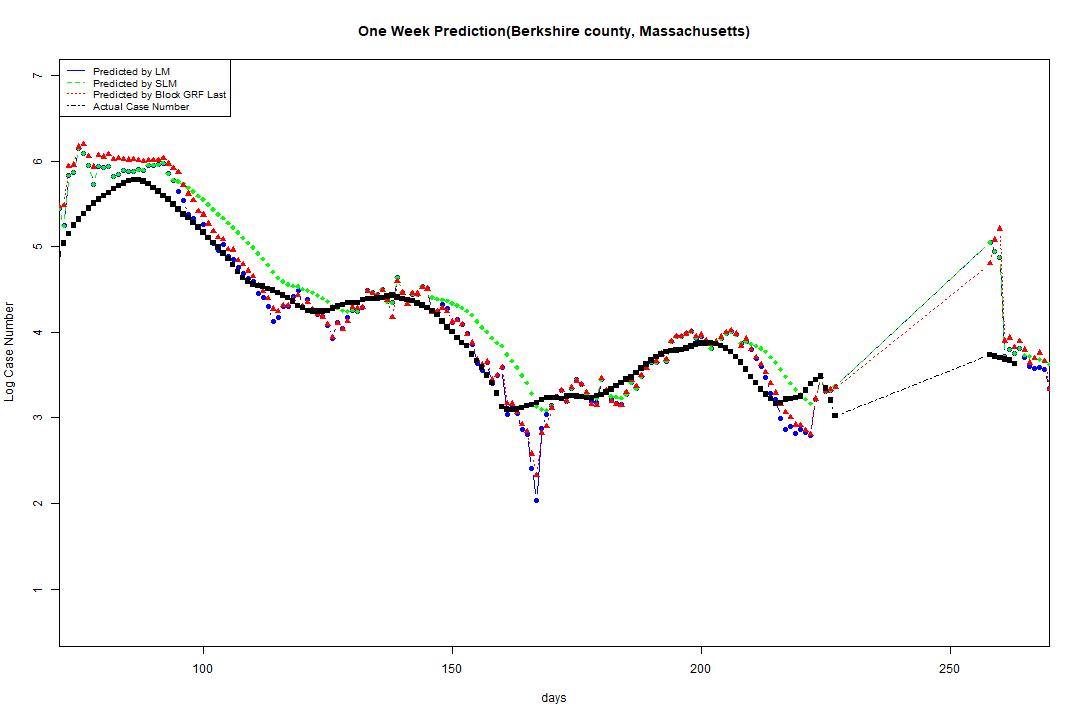 One Week Prediction(Berkshire county, Massachusetts)
Predicted by LM
Predicted by SLM
Predicted by Block GRF Last
Actual Case Number
Log Case Number
7
6
5
4
3
2
1
100 150 200 250
days